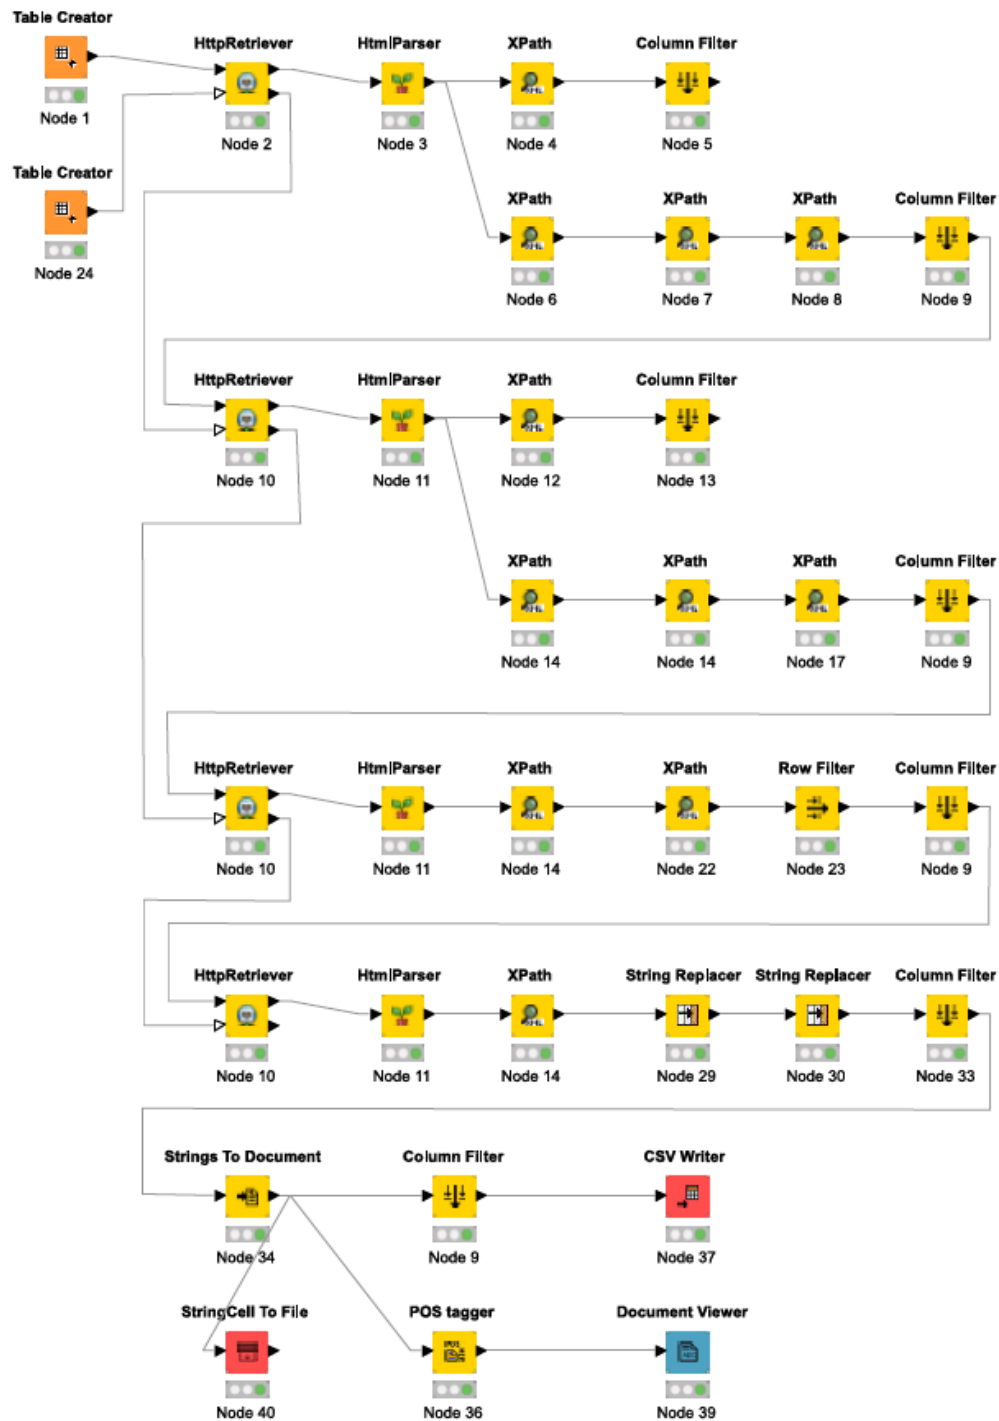 Table Creator
HttpRetriever HtmlParser XPath Column Filter
Node 1
Node 2 Node 3 Node 4 Node 5
Table Creator
XPath XPath XPath Column Filter
Node 24
Node 6 Node 7 Node 8 Node 9
HttpRetriever HtmlParser XPath Column Filter
Node 10 Node 11 Node 12 Node 13
XPath XPath XPath Column Filter
Node 14 Node 14 Node 17 Node 9
HttpRetriever HtmlParser XPath XPath Row Filter Column Filter
Node 10 Node 11 Node 14 Node 22 Node 23 Node 9
HttpRetriever HtmlParser XPath String Replacer String Replacer Column Filter
Node 10 Node 11 Node 14 Node 29 Node 30 Node 33
Strings To Document Column Filter CSV Writer
Node 34 Node 9 Node 37
StringCell To File POS tagger Document Viewer
Node 40 Node 36 Node 39